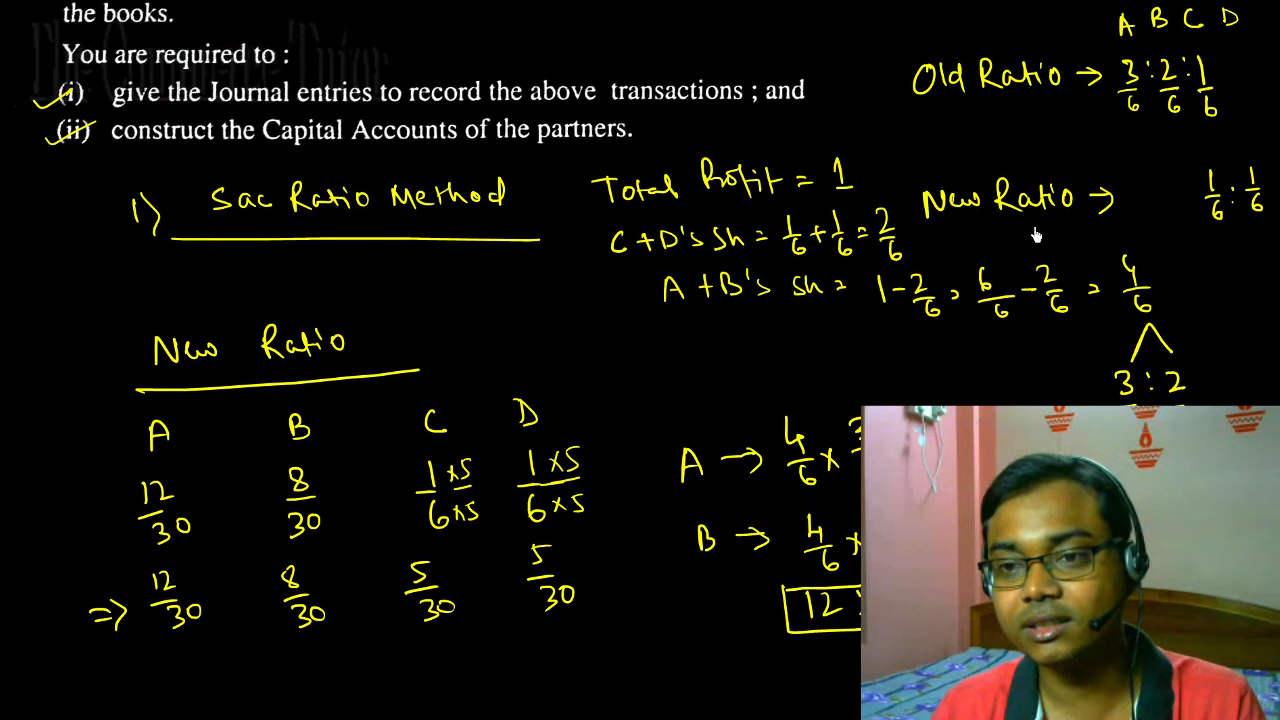 the books.
You are required to :
(i) give the Journal entries to record the above transactions ; and
(ii) construct the Capital Accounts of the partners.
A B C D
Old Ratio → 3/6 : 2/6 : 1/6
1) Sac Ratio Method
Total Profit = 1
C + D's sh = 1/6 + 1/6 = 2/6
A + B's sh = 1 - 2/6 = 6/6 - 2/6 = 4/6
New Ratio → 1/6 : 1/6
3 : 2
New Ratio
A B C D
12/30 8/30 1×5/6×5 1×5/6×5
⇒ 12/30 8/30 5/30 5/30
A → 4/6 ×
B → 4/6 ×
12 :